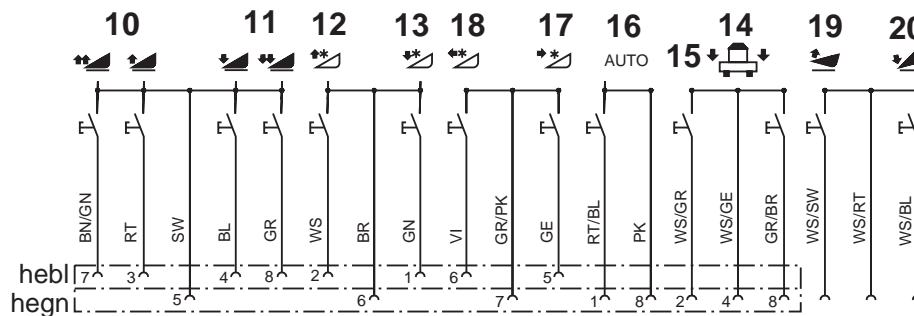 10 11 12 13 18 17 16 14 19 20
AUTO 15
BN/GN RT SW BL GR WS BR GN VI GR/PK GE RT/BL PK WS/GR WS/GE GR/BR WS/SW WS/RT WS/BL
hebl 7 3 4 8 2 1 6 5
hegn 5 6 7 1 8 2 4 8